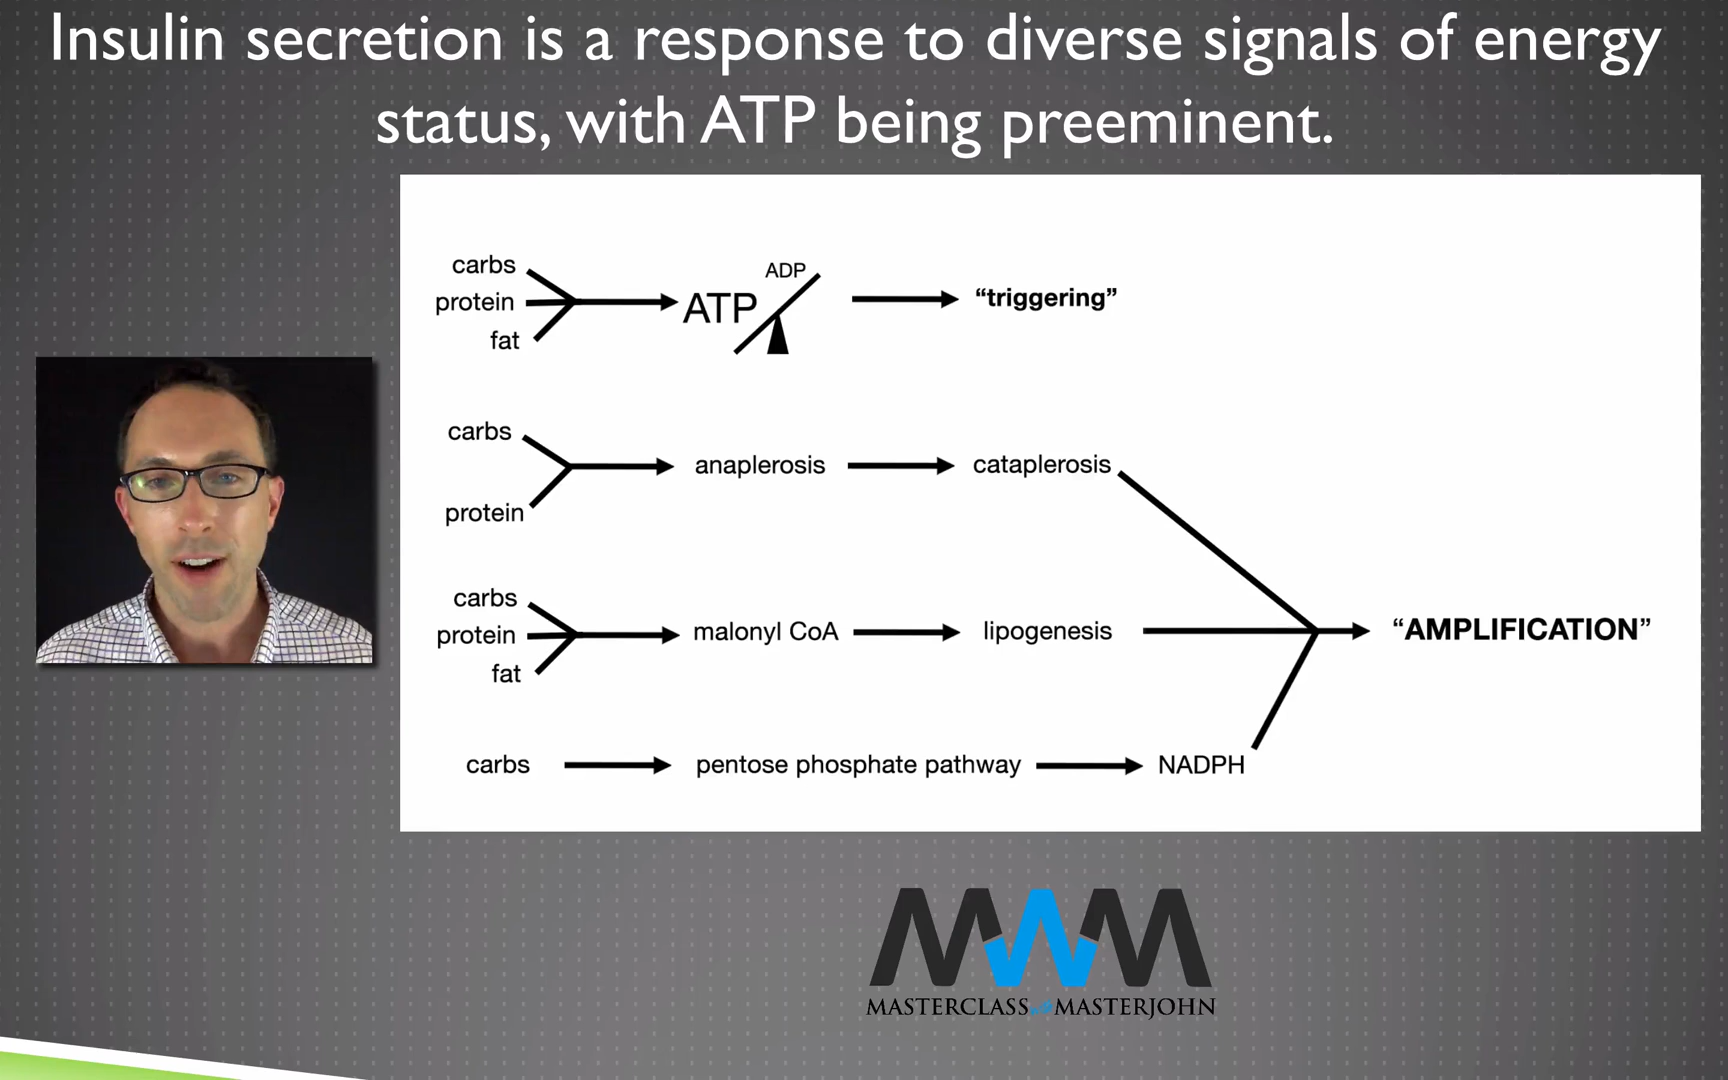 Insulin secretion is a response to diverse signals of energy
status, with ATP being preeminent.
carbs
protein
fat
ATP
ADP
“triggering”
carbs
protein
anaplerosis
cataplerosis
carbs
protein
fat
malonyl CoA
lipogenesis
“AMPLIFICATION”
carbs
pentose phosphate pathway
NADPH
MWM
MASTERCLASS with MASTERJOHN